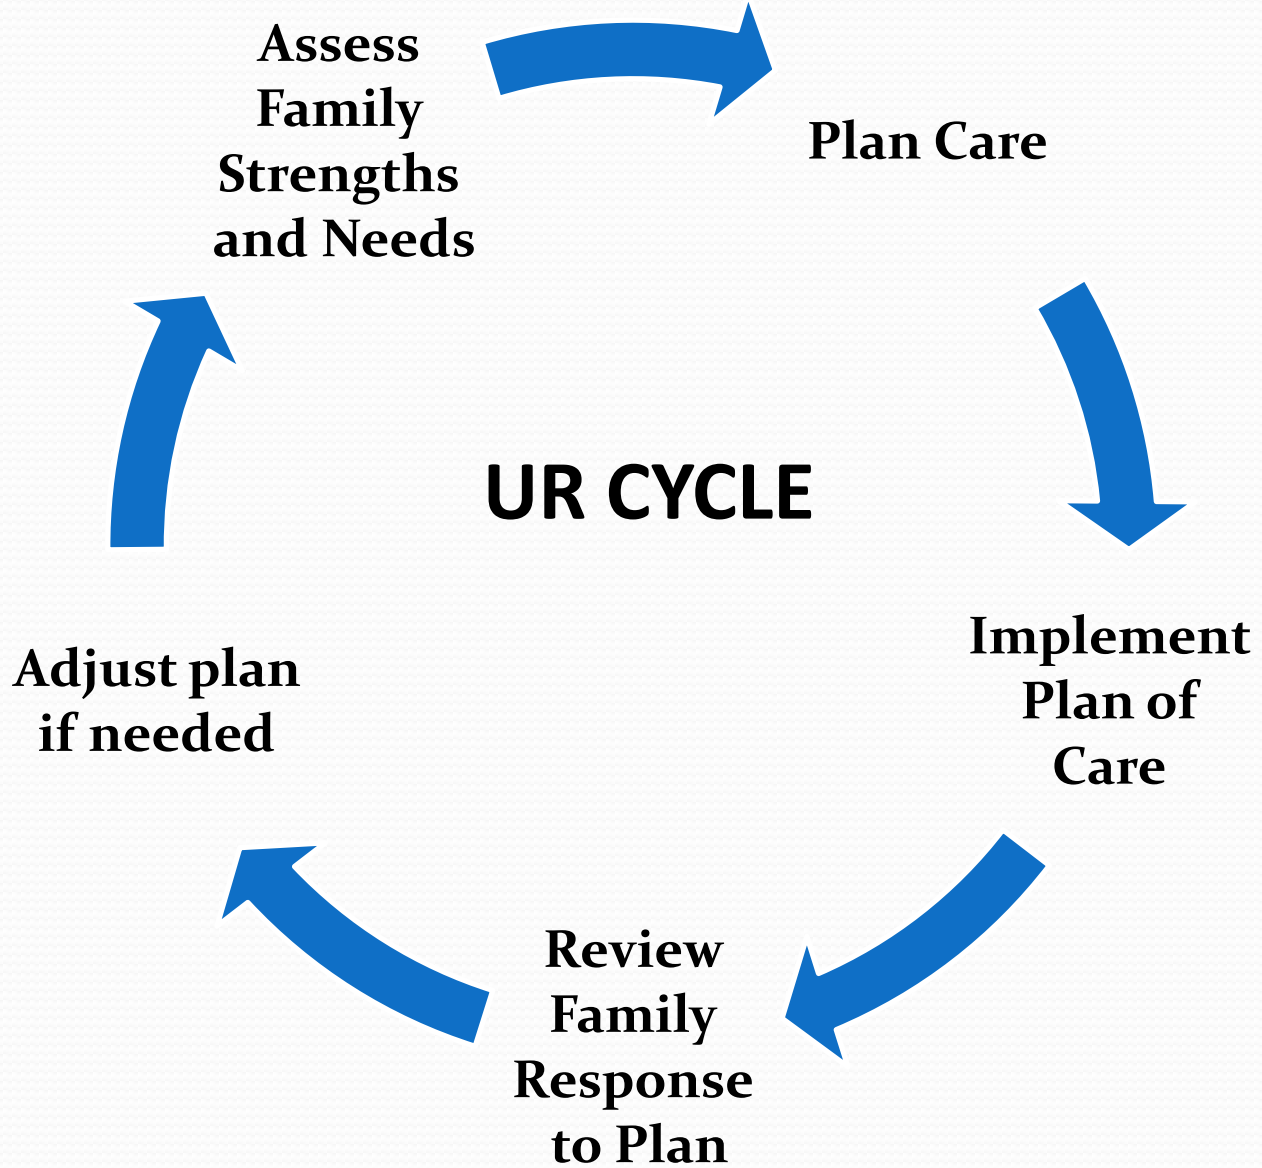 Assess
Family
Strengths
and Needs
Plan Care
UR CYCLE
Implement
Plan of
Care
Review
Family
Response
to Plan
Adjust plan
if needed